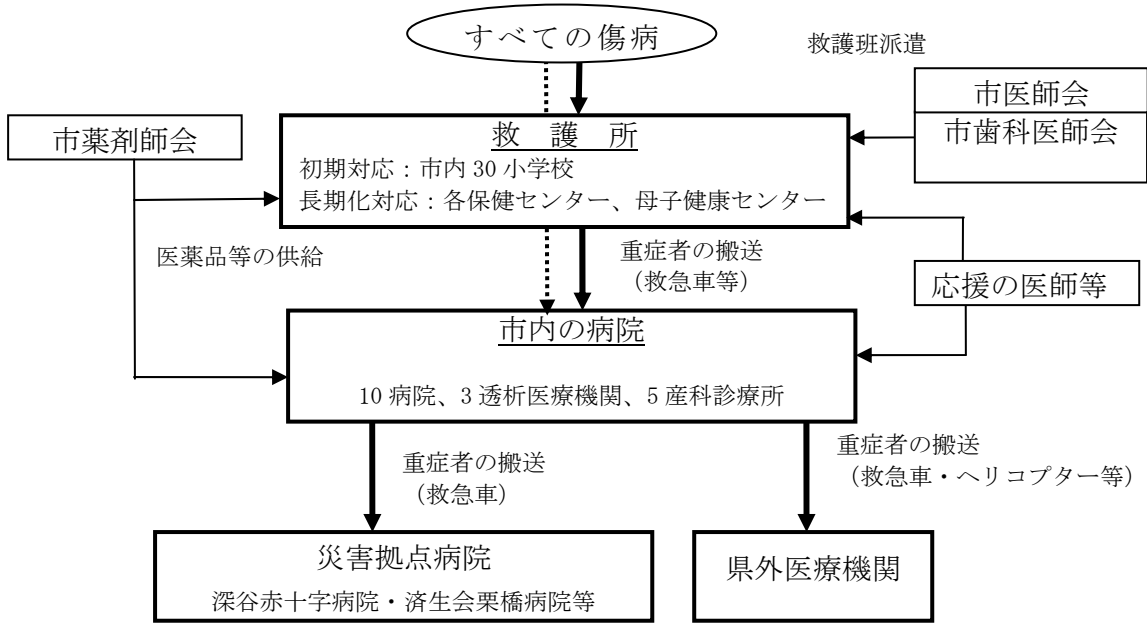 すべての傷病
救護班派遣
市医師会
市歯科医師会
市薬剤師会
救護所
初期対応：市内 30 小学校
長期化対応：各保健センター、母子健康センター
医薬品等の供給
重症者の搬送
（救急車等）
応援の医師等
市内の病院
10 病院、3 透析医療機関、5 産科診療所
重症者の搬送
（救急車）
重症者の搬送
（救急車・ヘリコプター等）
災害拠点病院
深谷赤十字病院・済生会栗橋病院等
県外医療機関